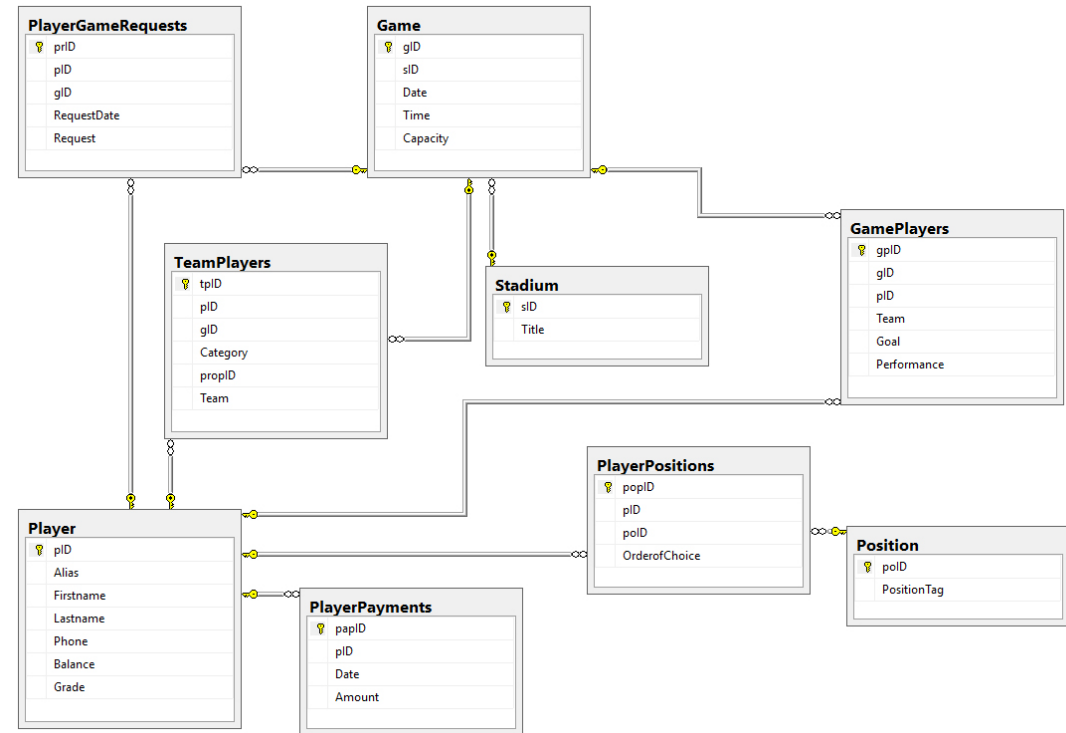 PlayerGameRequests
prID
pID
gID
RequestDate
Request
Game
gID
sID
Date
Time
Capacity
GamePlayers
gpID
gID
pID
Team
Goal
Performance
TeamPlayers
tpID
pID
gID
Category
propID
Team
Stadium
sID
Title
PlayerPositions
popID
pID
poID
OrderofChoice
Position
poID
PositionTag
Player
pID
Alias
Firstname
Lastname
Phone
Balance
Grade
PlayerPayments
papID
pID
Date
Amount